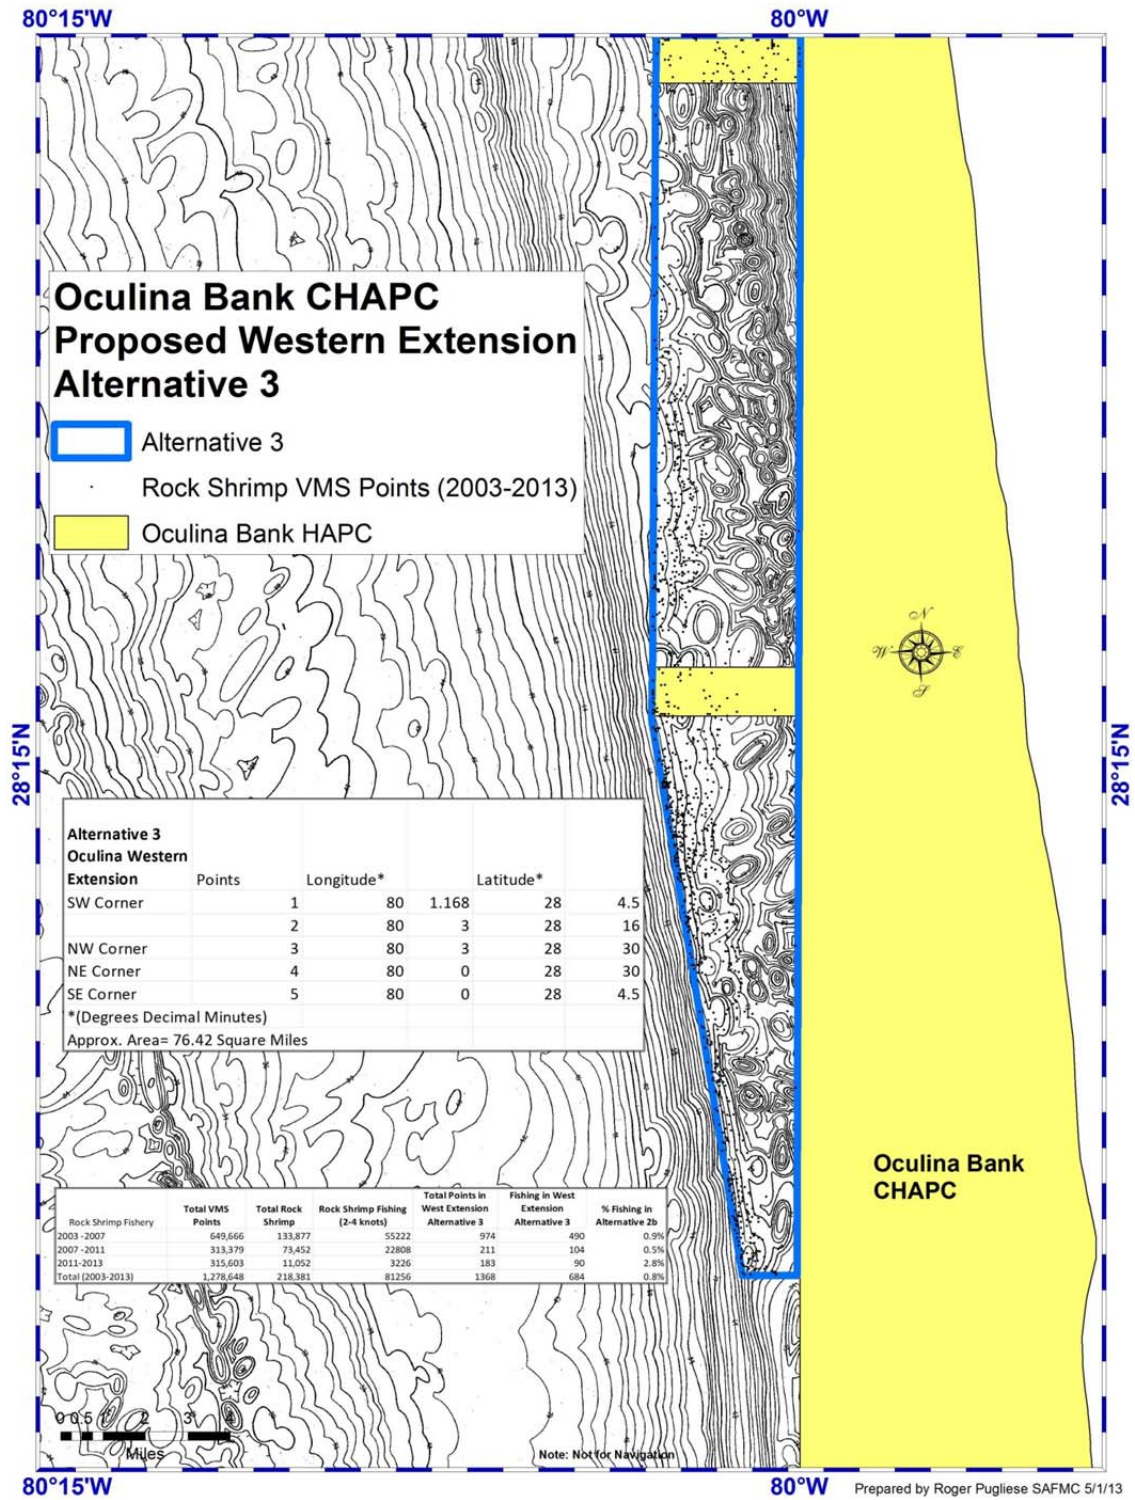 80°15'W 80°W
Oculina Bank CHAPC
Proposed Western Extension
Alternative 3
Alternative 3
Rock Shrimp VMS Points (2003-2013)
Oculina Bank HAPC
N
W E
S
28°15'N 28°15'N
Alternative 3
Oculina Western
Extension Points Longitude* Latitude*
SW Corner 1 80 1.168 28 4.5
2 80 3 28 16
NW Corner 3 80 3 28 30
NE Corner 4 80 0 28 30
SE Corner 5 80 0 28 4.5
*(Degrees Decimal Minutes)
Approx. Area= 76.42 Square Miles
Oculina Bank
CHAPC
Total Points in Fishing in West
Total VMS Total Rock Rock Shrimp Fishing West Extension Extension % Fishing in
Rock Shrimp Fishery Points Shrimp (2-4 knots) Alternative 3 Alternative 3 Alternative 2b
2003 -2007 649,666 133,877 55222 974 490 0.9%
2007 -2011 313,379 73,452 22808 211 104 0.5%
2011-2013 315,603 11,052 3226 183 90 2.8%
Total (2003-2013) 1,278,648 218,381 81256 1368 684 0.8%
0 0.5 1 2 3 4
Miles
Note: Not for Navigation
80°15'W 80°W
Prepared by Roger Pugliese SAFMC 5/1/13